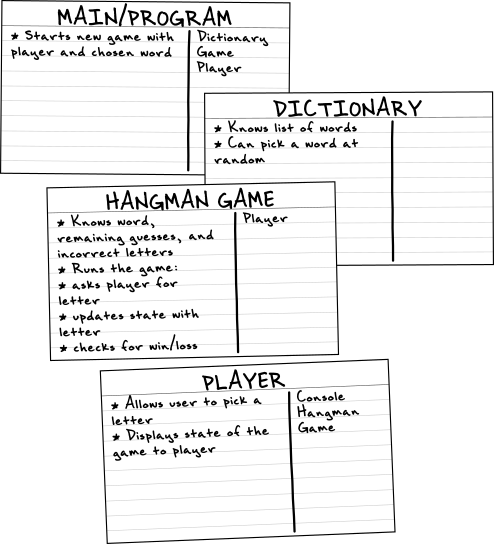 MAIN/PROGRAM
★ Starts new game with
player and chosen word
Dictionary
Game
Player
DICTIONARY
★ Knows list of words
★ Can pick a word at
random
HANGMAN GAME
★ Knows word,
remaining guesses, and
incorrect letters
★ Runs the game:
★ asks player for
letter
★ updates state with
letter
★ checks for win/loss
Player
PLAYER
★ Allows user to pick a
letter
★ Displays state of the
game to player
Console
Hangman
Game